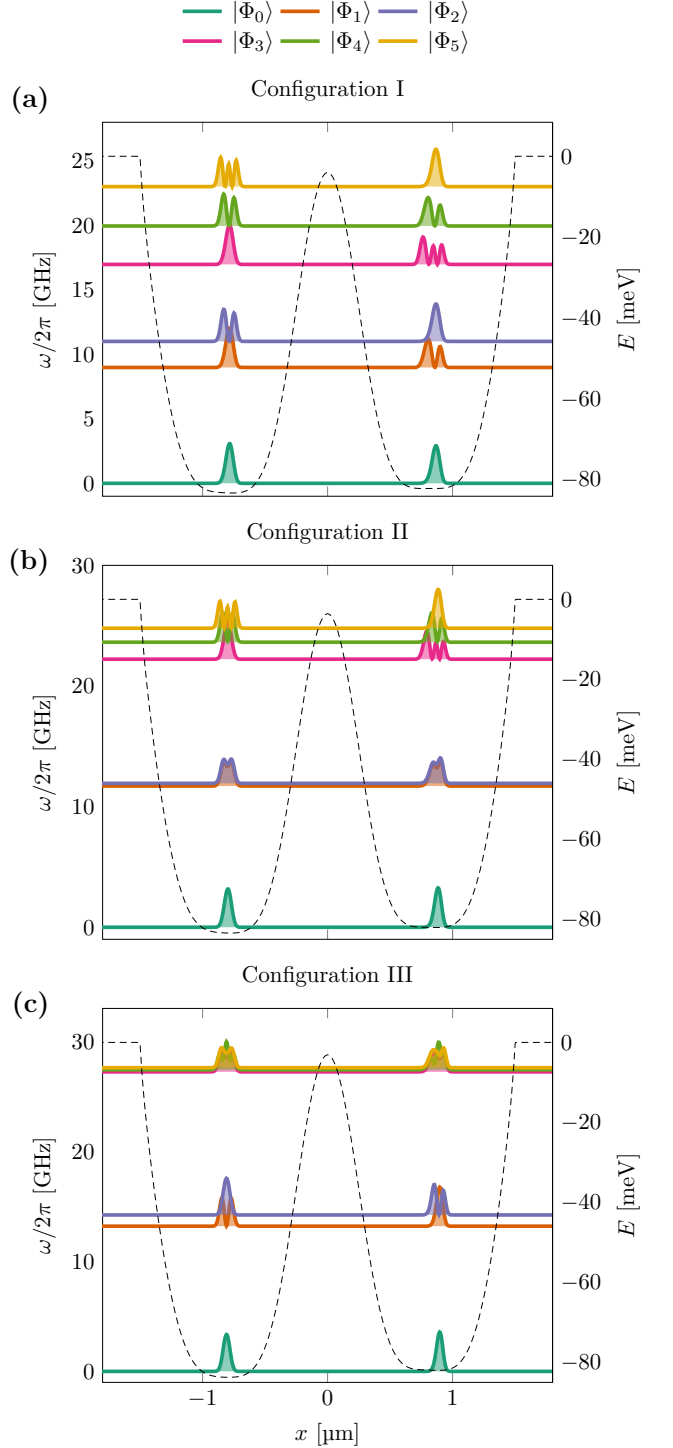 |Φ₀⟩ |Φ₁⟩ |Φ₂⟩
|Φ₃⟩ |Φ₄⟩ |Φ₅⟩
(a) Configuration I
25
20
15
10
5
0
ω/2π [GHz]
0
−20
−40
−60
−80
E [meV]
(b) Configuration II
30
20
10
0
ω/2π [GHz]
0
−20
−40
−60
−80
E [meV]
(c) Configuration III
30
20
10
0
ω/2π [GHz]
0
−20
−40
−60
−80
E [meV]
−1 0 1
x [µm]